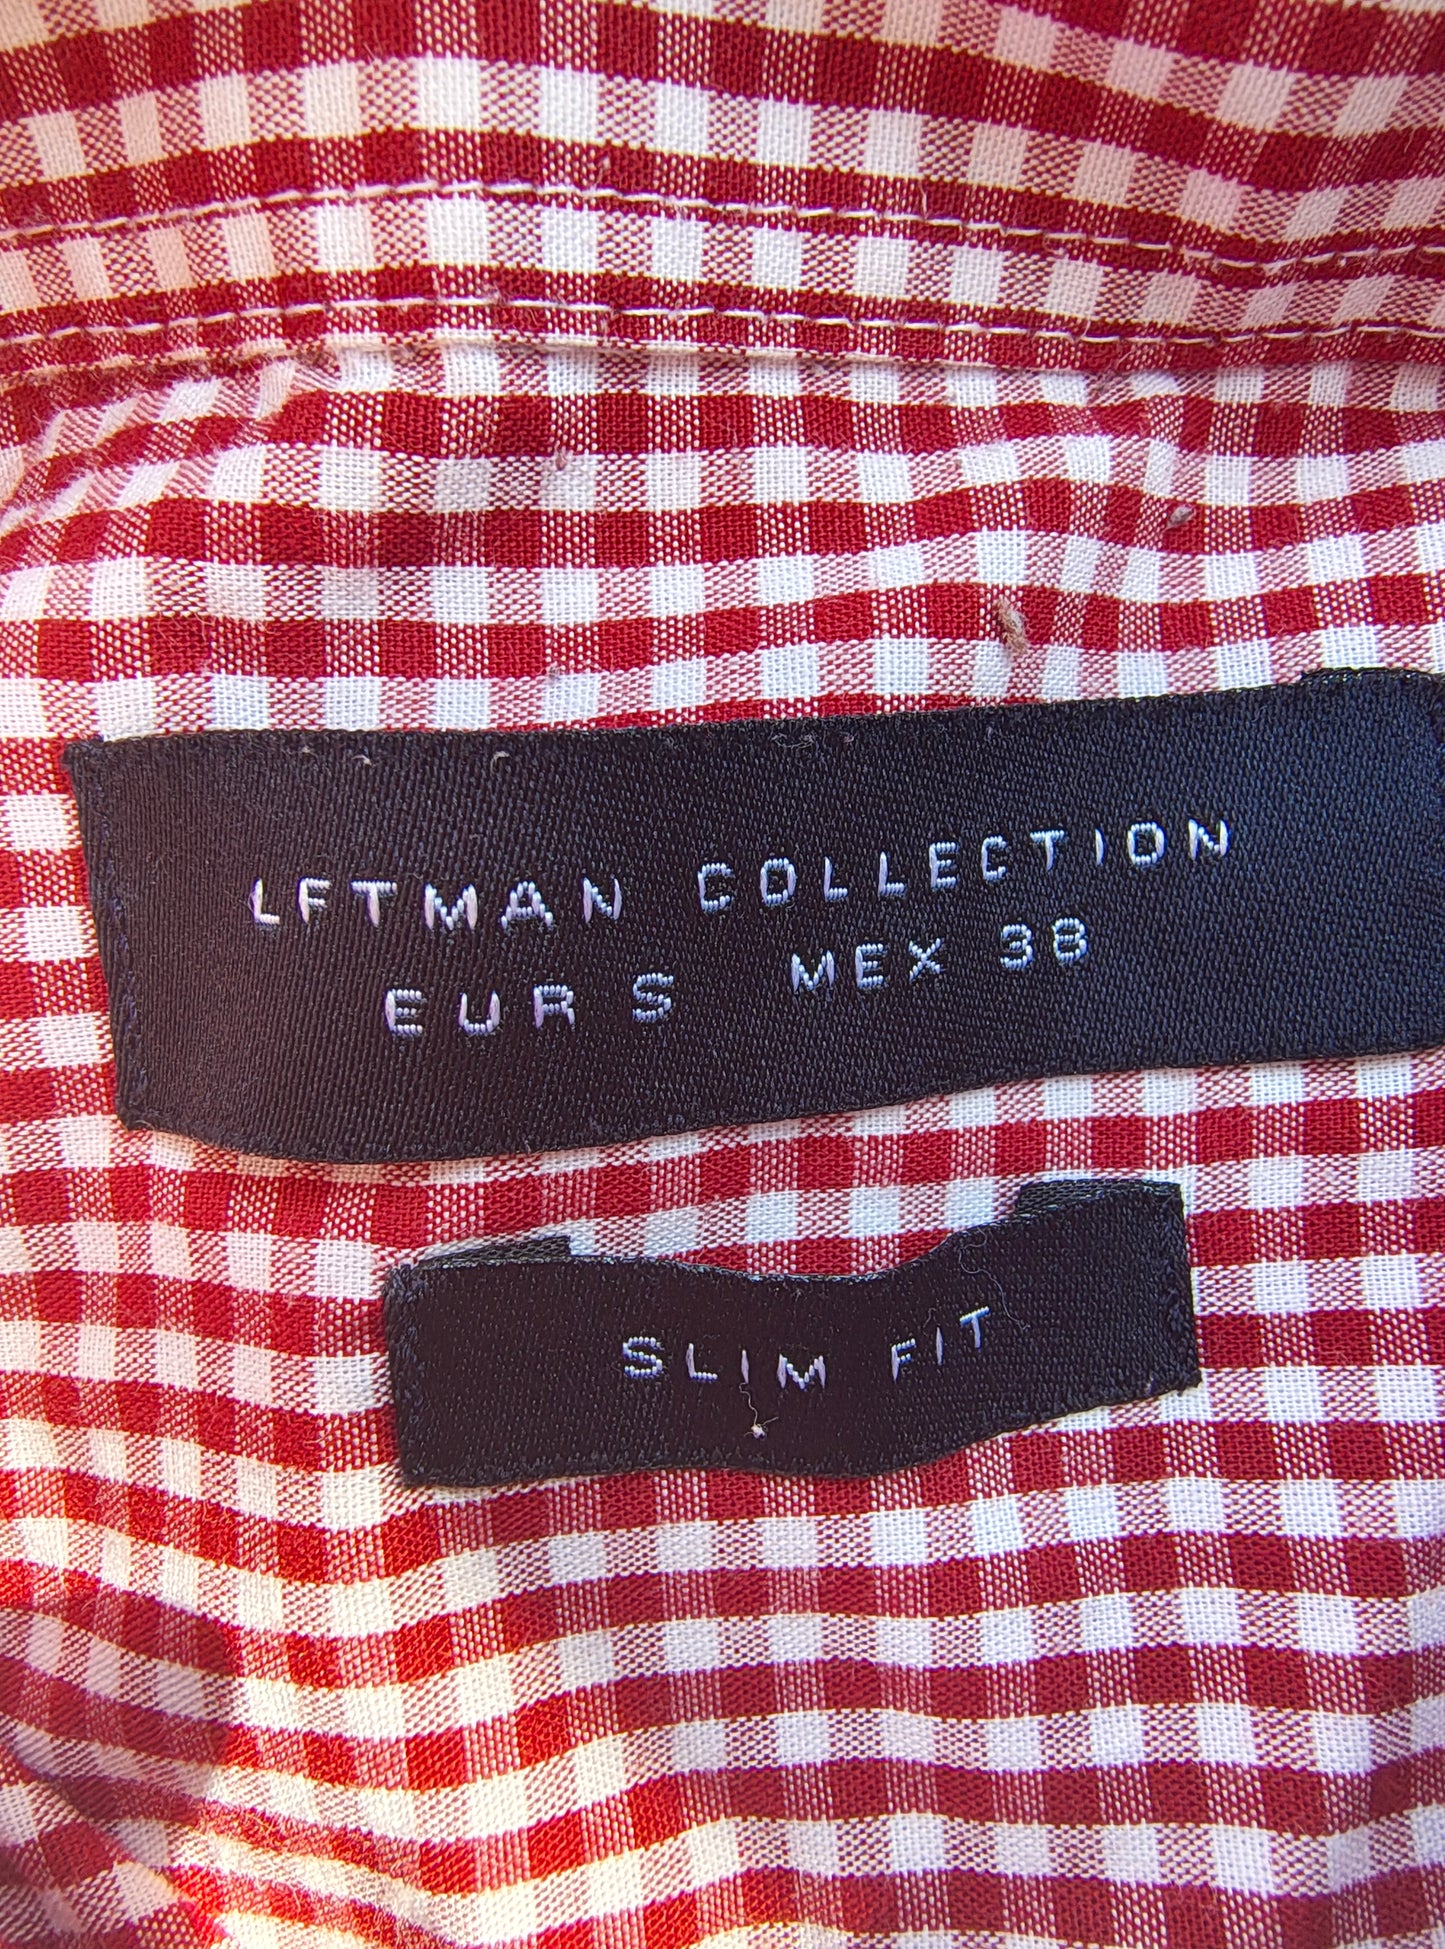 LFTMAN COLLECTION
EUR S MEX 38
SLIM FIT